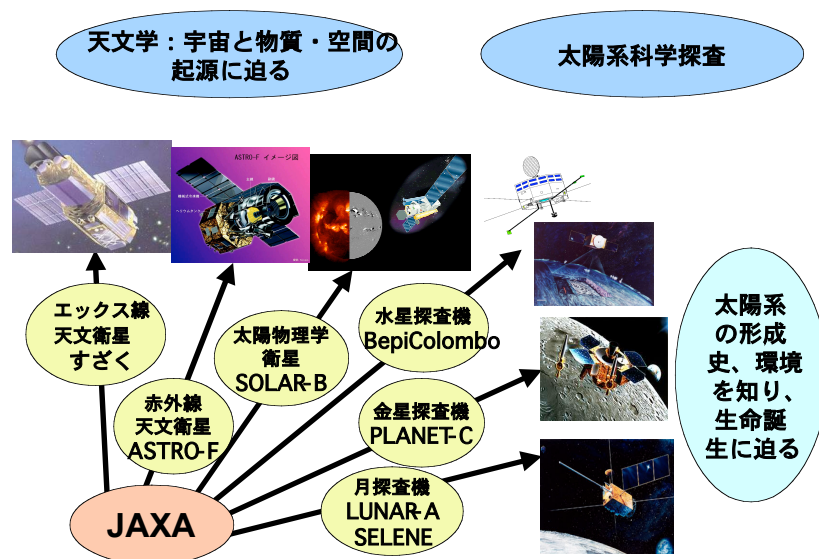 天文学：宇宙と物質・空間の
起源に迫る
太陽系科学探査
ASTRO-F イメージ図
エックス線
天文衛星
すざく
赤外線
天文衛星
ASTRO-F
太陽物理学
衛星
SOLAR-B
水星探査機
BepiColombo
金星探査機
PLANET-C
月探査機
LUNAR-A
SELENE
太陽系
の形成
史、環境
を知り、
生命誕
生に迫る
JAXA